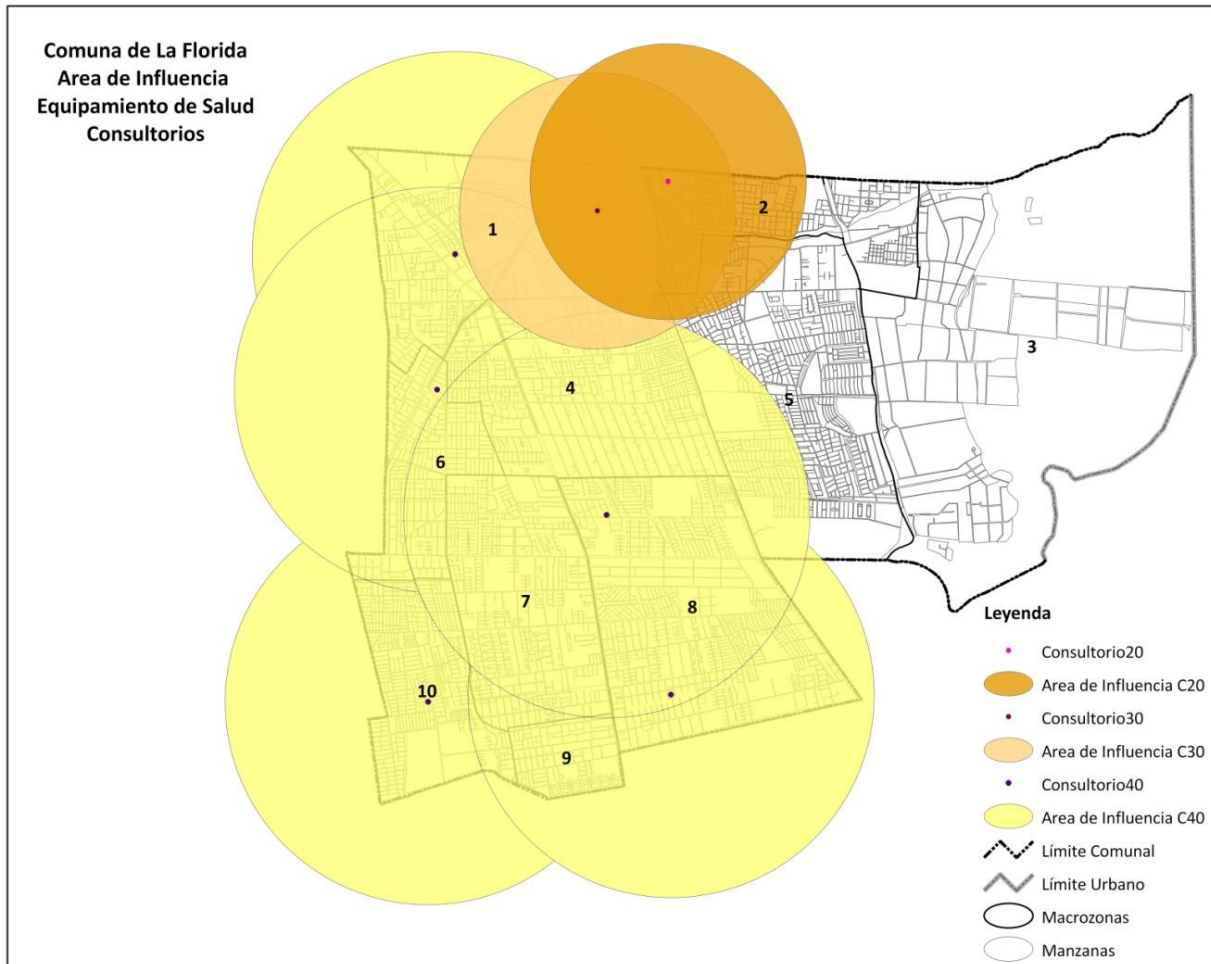 Comuna de La Florida
Area de Influencia
Equipamiento de Salud
Consultorios
1
2
3
4
5
6
7
8
9
10
Leyenda
Consultorio20
Area de Influencia C20
Consultorio30
Area de Influencia C30
Consultorio40
Area de Influencia C40
Límite Comunal
Límite Urbano
Macrozonas
Manzanas